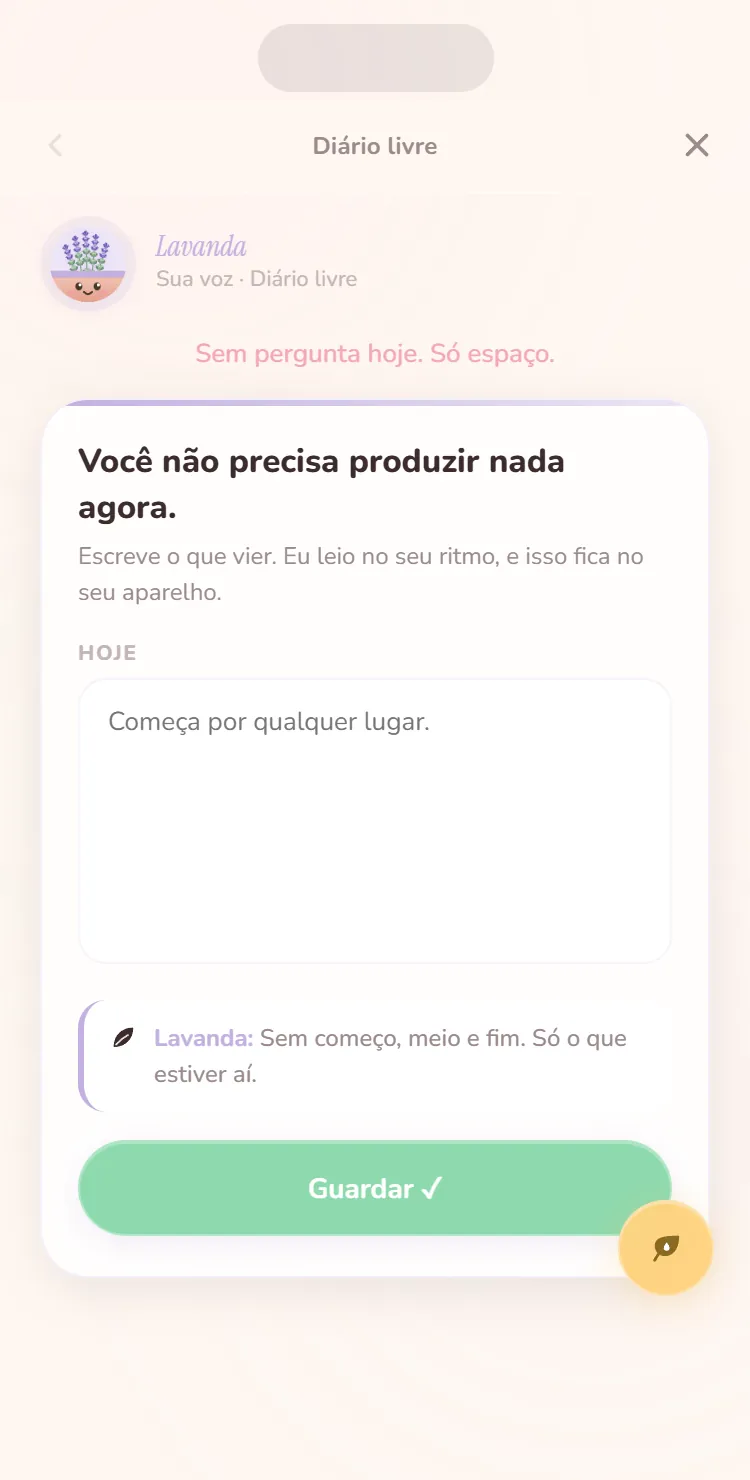 Diário livre
Lavanda
Sua voz · Diário livre
Sem pergunta hoje. Só espaço.
Você não precisa produzir nada
agora.
Escreve o que vier. Eu leio no seu ritmo, e isso fica no
seu aparelho.
HOJE
Começa por qualquer lugar.
Lavanda: Sem começo, meio e fim. Só o que
estiver aí.
Guardar ✓